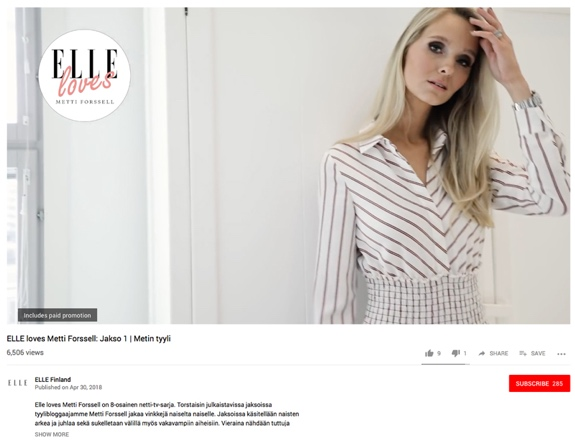 ELLE
loves
METTI FORSSELL
Includes paid promotion
ELLE loves Metti Forssell: Jakso 1 | Metin tyyli
6,506 views
9 1 SHARE SAVE
ELLE
ELLE Finland
Published on Apr 30, 2018
SUBSCRIBE 285
Elle loves Metti Forssell on 8-osainen netti-tv-sarja. Torstaisin julkaistavissa jaksoissa
tyylibloggaajamme Metti Forssell jakaa vinkkejä naiselta naiselle. Jaksoissa käsitellään naisten
arkea ja juhlaa sekä sukelletaan välillä myös vakavampiin aiheisiin. Vieraina nähdään tuttuja
SHOW MORE